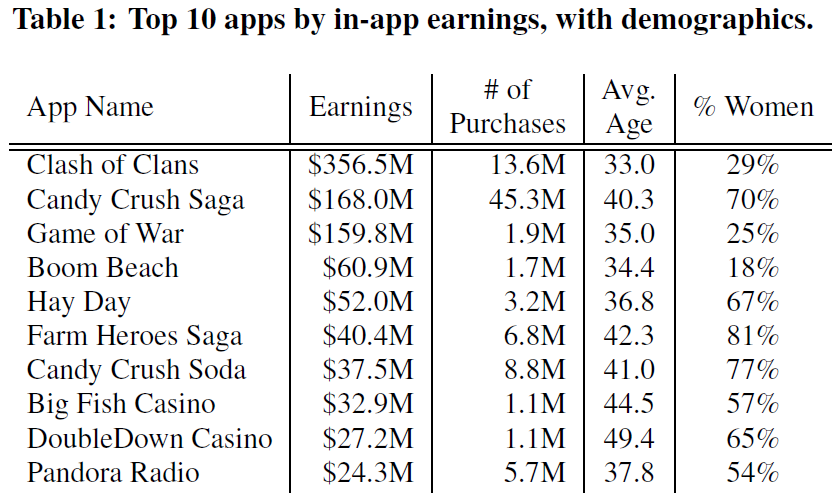 Table 1: Top 10 apps by in-app earnings, with demographics.
App Name Earnings # of Purchases Avg. Age % Women
Clash of Clans $356.5M 13.6M 33.0 29%
Candy Crush Saga $168.0M 45.3M 40.3 70%
Game of War $159.8M 1.9M 35.0 25%
Boom Beach $60.9M 1.7M 34.4 18%
Hay Day $52.0M 3.2M 36.8 67%
Farm Heroes Saga $40.4M 6.8M 42.3 81%
Candy Crush Soda $37.5M 8.8M 41.0 77%
Big Fish Casino $32.9M 1.1M 44.5 57%
DoubleDown Casino $27.2M 1.1M 49.4 65%
Pandora Radio $24.3M 5.7M 37.8 54%